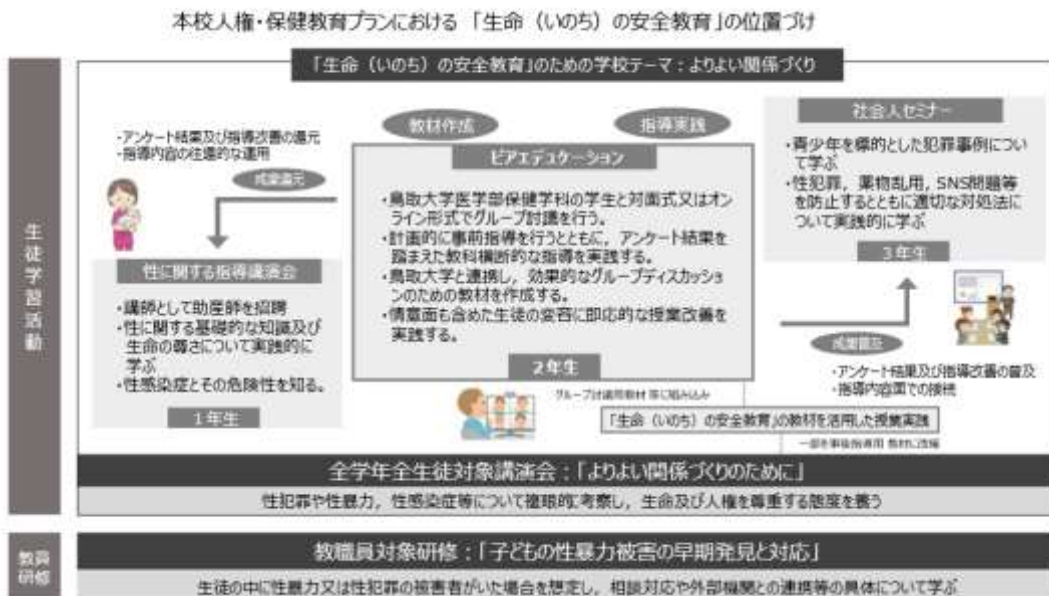 本校人権・保健教育プランにおける 「生命（いのち）の安全教育」の位置づけ
「生命（いのち）の安全教育」のための学校テーマ：よりよい関係づくり
生徒学習活動
・アンケート結果及び指導改善の還元
・指導内容の往還的な運用
成果還元
性に関する指導講演会
・講師として助産師を招聘
・性に関する基礎的な知識及び
生命の尊さについて実践的に
学ぶ
・性感染症とその危険性を知る。
1年生
教材作成
指導実践
ピアエデュケーション
・鳥取大学医学部保健学科の学生と対面式又はオン
ライン形式でグループ討議を行う。
・計画的に事前指導を行うとともに，アンケート結果を
踏まえた教科横断的な指導を実践する。
・鳥取大学と連携し，効果的なグループディスカッショ
ンのための教材を作成する。
・情意面も含めた生徒の変容に即応的な授業改善を
実践する。
2年生
グループ討議用教材 等に組み込み
「生命（いのち）の安全教育」の教材を活用した授業実践
一部を事後指導用 教材に改編
社会人セミナー
・青少年を標的とした犯罪事例につい
て学ぶ
・性犯罪，薬物乱用，SNS問題等
を防止するとともに適切な対処法に
ついて実践的に学ぶ
3年生
成果普及
・アンケート結果及び指導改善の普及
・指導内容面での接続
全学年全生徒対象講演会：「よりよい関係づくりのために」
性犯罪や性暴力，性感染症等について複眼的に考察し，生命及び人権を尊重する態度を養う
教員
研修
教職員対象研修：「子どもの性暴力被害の早期発見と対応」
生徒の中に性暴力又は性犯罪の被害者がいた場合を想定し，相談対応や外部機関との連携等の具体について学ぶ